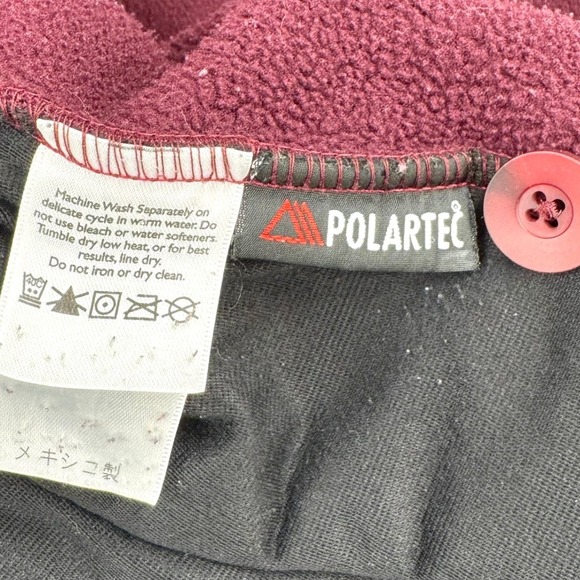 Machine Wash Separately on
delicate cycle in worm water. Do
not use bleach or water softeners.
Tumble dry low heat, or for best
results, line dry.
Do not iron or dry clean.
POLARTEC
メキシコ製